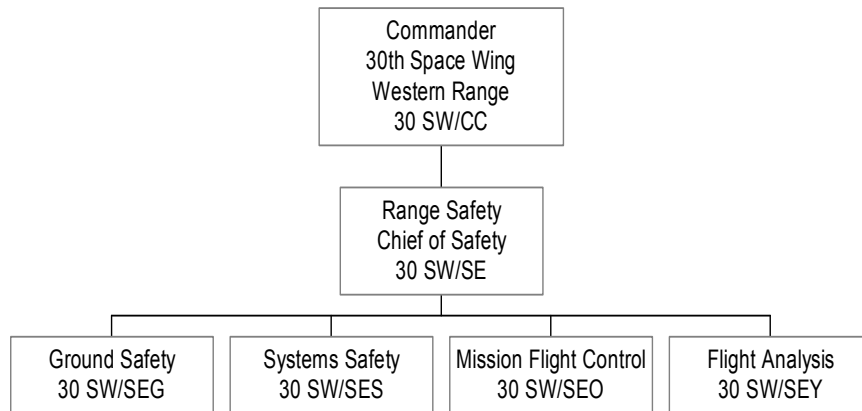 Commander
30th Space Wing
Western Range
30 SW/CC
Range Safety
Chief of Safety
30 SW/SE
Ground Safety
30 SW/SEG
Systems Safety
30 SW/SES
Mission Flight Control
30 SW/SEO
Flight Analysis
30 SW/SEY